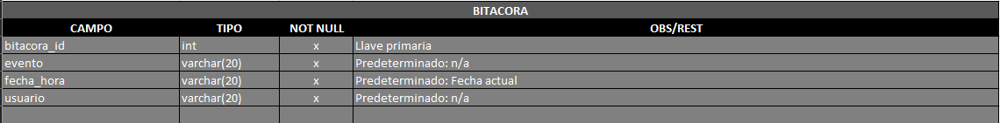 BITACORA
CAMPO TIPO NOT NULL OBS/REST
bitacora_id int x Llave primaria
evento varchar(20) x Predeterminado: n/a
fecha_hora varchar(20) x Predeterminado: Fecha actual
usuario varchar(20) x Predeterminado: n/a